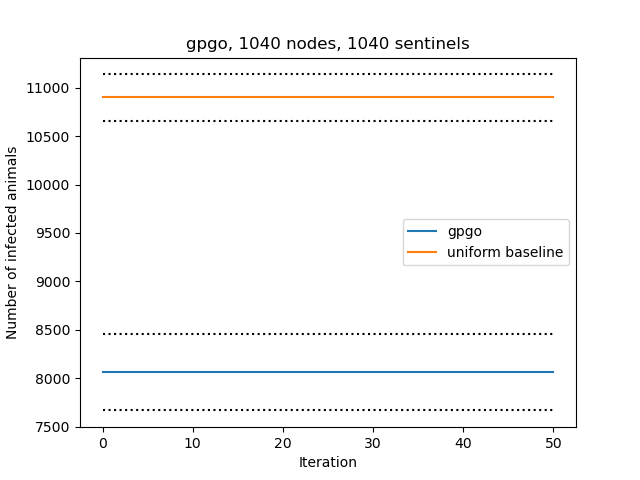 gpgo, 1040 nodes, 1040 sentinels
Number of infected animals
11000
10500
10000
9500
9000
8500
8000
7500
gpgo
uniform baseline
0
10
20
30
40
50
Iteration